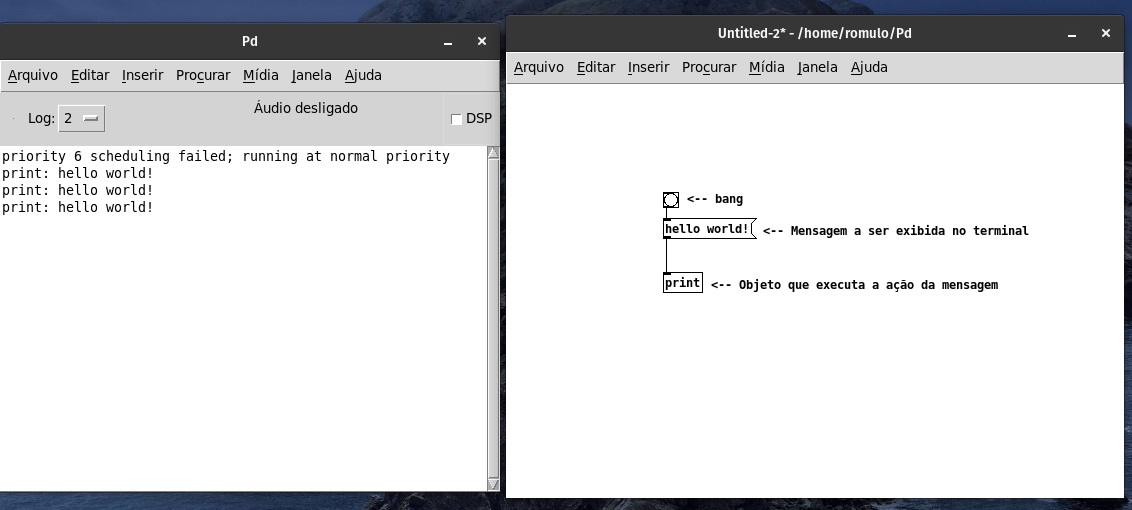 Pd
Arquivo Editar Inserir Procurar Mídia Janela Ajuda
Log: 2
Áudio desligado
DSP
priority 6 scheduling failed; running at normal priority
print: hello world!
print: hello world!
print: hello world!
Untitled-2* - /home/romulo/Pd
Arquivo Editar Inserir Procurar Mídia Janela Ajuda
<-- bang
hello world! <-- Mensagem a ser exibida no terminal
print <-- Objeto que executa a ação da mensagem